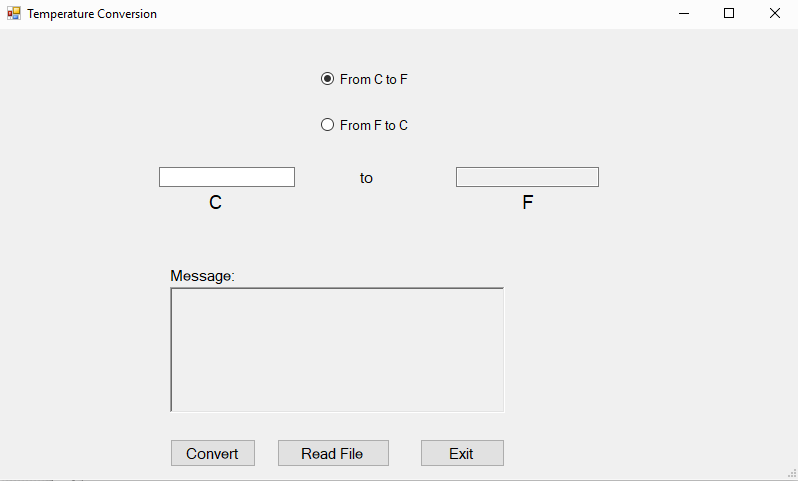 Temperature Conversion
From C to F
From F to C
to
C F
Message:
Convert Read File Exit